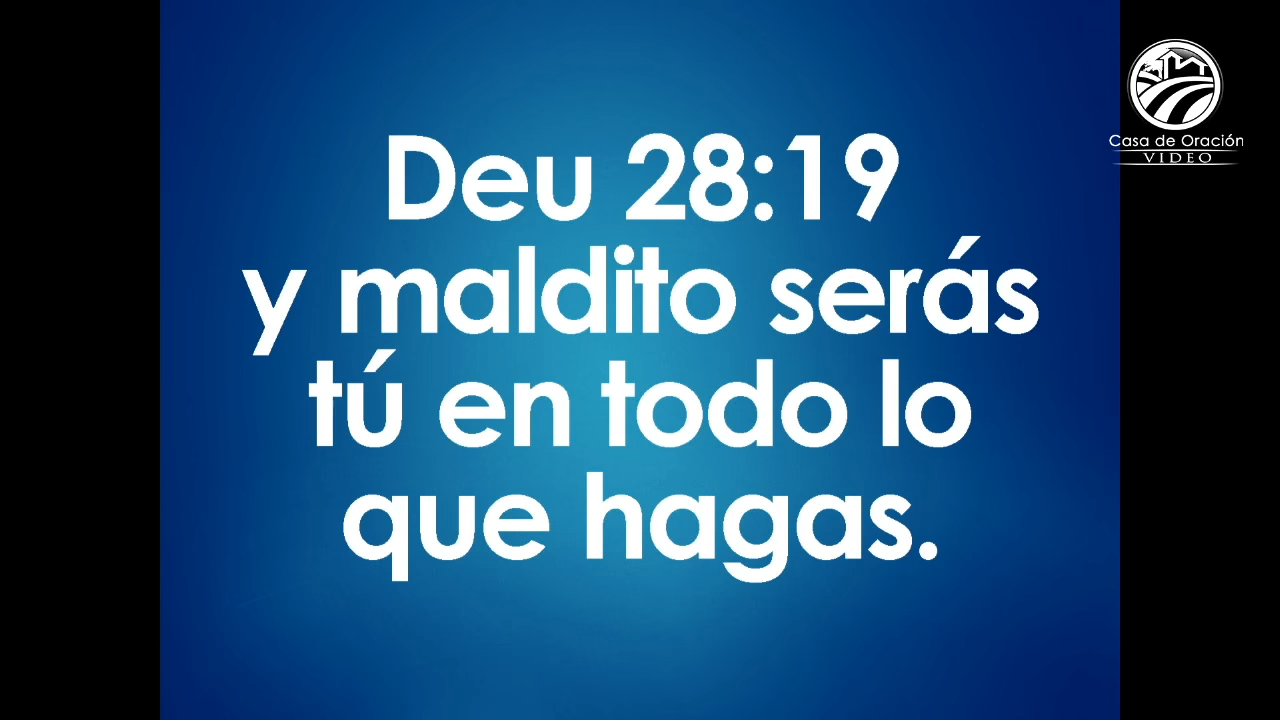 Deu 28:19
y maldito serás
tú en todo lo
que hagas.
Casa de Oración
VIDEO